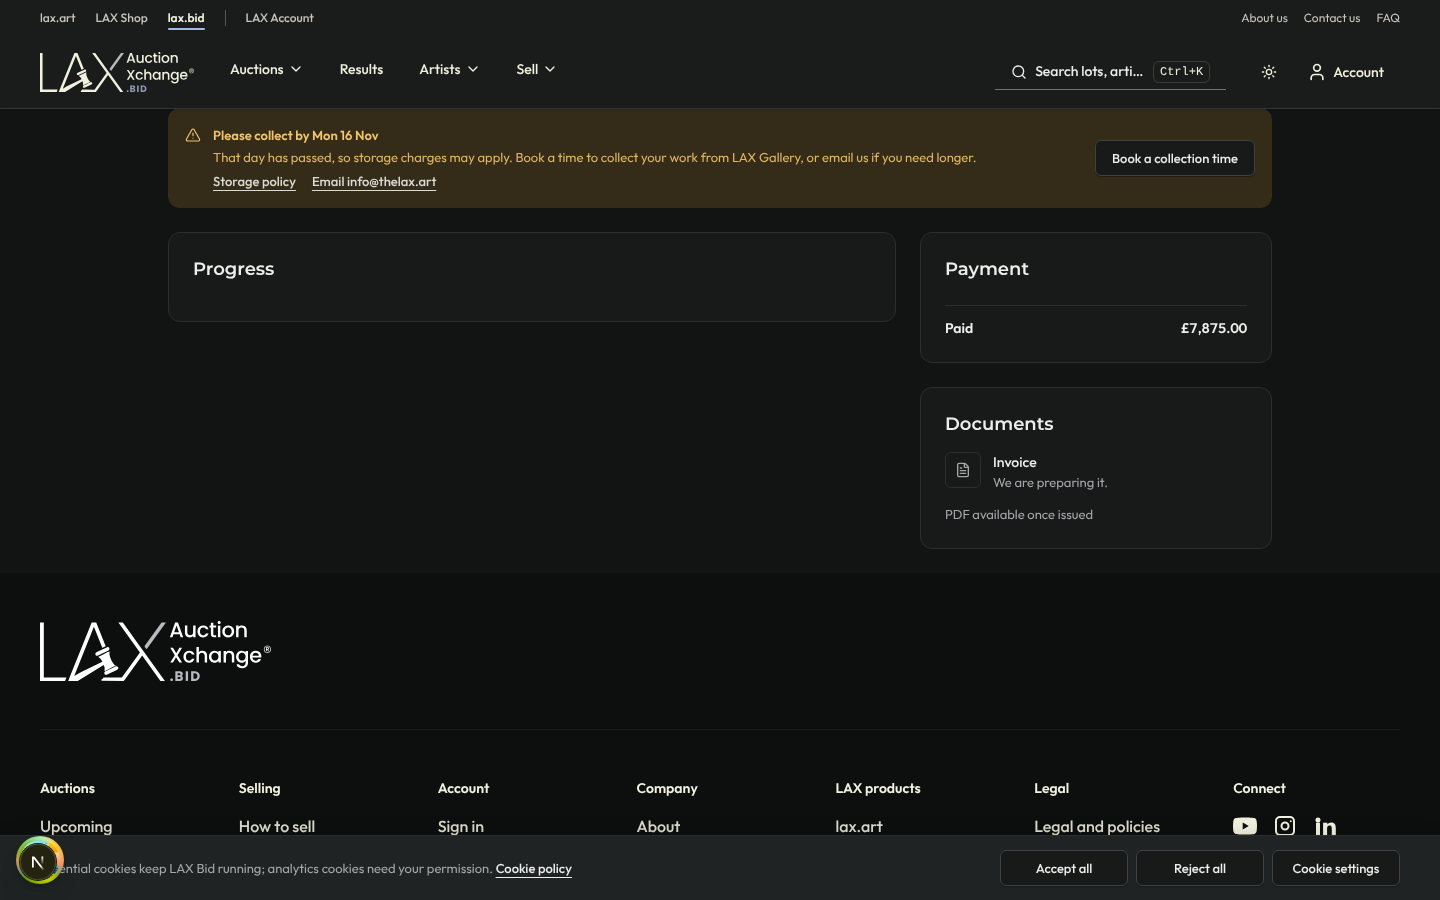 lax.art LAX Shop lax.bid LAX Account About us Contact us FAQ
LAX Auction Xchange® .BID
Auctions Results Artists Sell Search lots, arti... Ctrl+K Account
Please collect by Mon 16 Nov
That day has passed, so storage charges may apply. Book a time to collect your work from LAX Gallery, or email us if you need longer.
Storage policy Email info@thelax.art
Book a collection time
Progress
Payment
Paid £7,875.00
Documents
Invoice
We are preparing it.
PDF available once issued
LAX Auction
Xchange®
.BID
Auctions Selling Account Company LAX products Legal Connect
Upcoming How to sell Sign in About lax.art Legal and policies
N
ential cookies keep LAX Bid running; analytics cookies need your permission. Cookie policy
Accept all Reject all Cookie settings